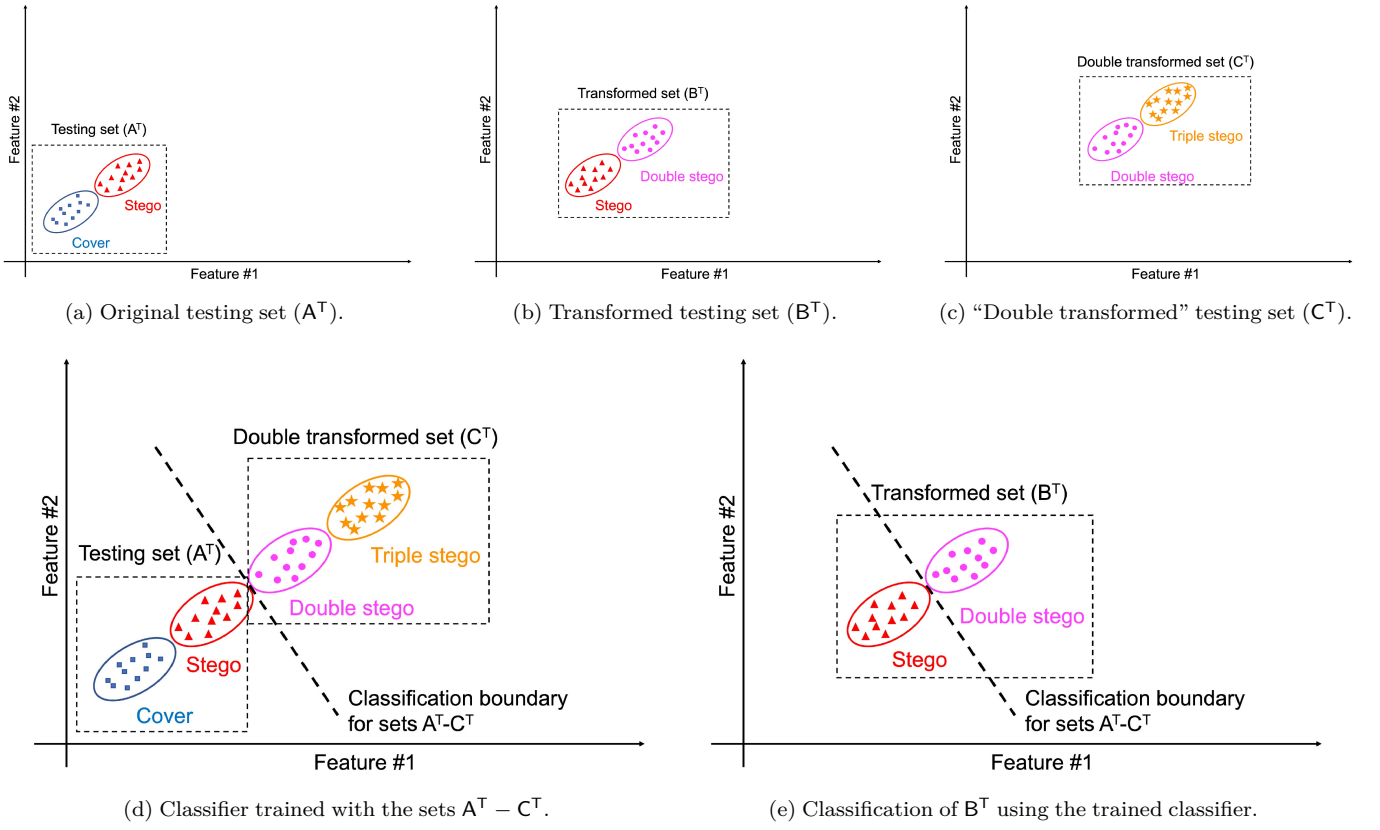 Feature #2
Testing set (Aᵀ)
Stego
Cover
Feature #1
(a) Original testing set (Aᵀ).
Feature #2
Transformed set (Bᵀ)
Double stego
Stego
Feature #1
(b) Transformed testing set (Bᵀ).
Feature #2
Double transformed set (Cᵀ)
Triple stego
Double stego
Feature #1
(c) “Double transformed” testing set (Cᵀ).
Feature #2
Double transformed set (Cᵀ)
Testing set (Aᵀ)
Triple stego
Double stego
Stego
Cover
Classification boundary
for sets Aᵀ-Cᵀ
Feature #1
(d) Classifier trained with the sets Aᵀ − Cᵀ.
Feature #2
Transformed set (Bᵀ)
Double stego
Stego
Classification boundary
for sets Aᵀ-Cᵀ
Feature #1
(e) Classification of Bᵀ using the trained classifier.